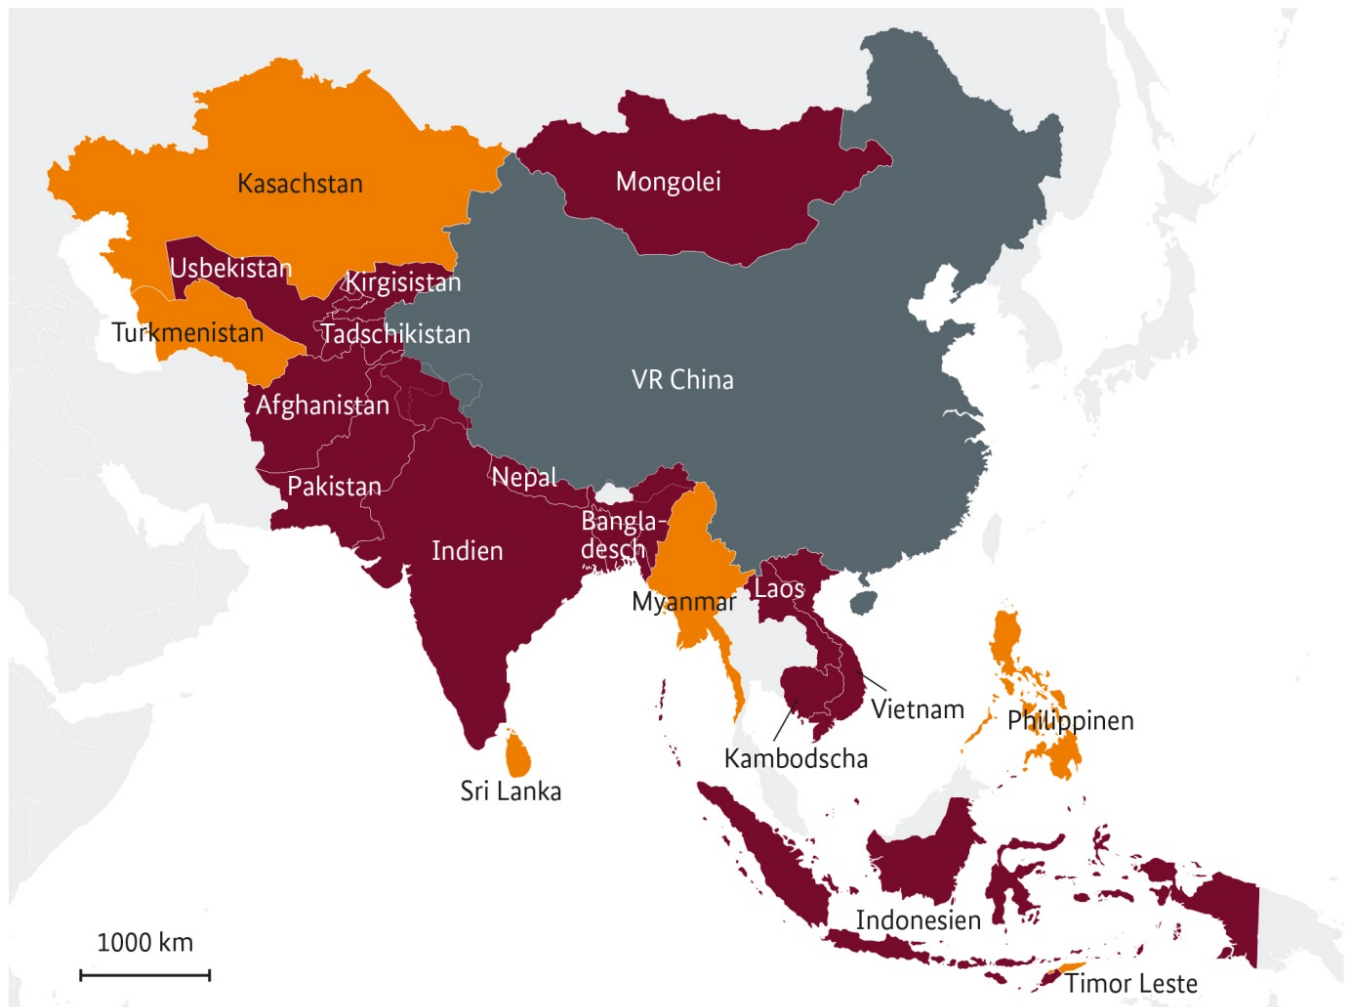 Kasachstan
Mongolei
Usbekistan
Kirgisistan
Turkmenistan
Tadschikistan
VR China
Afghanistan
Pakistan
Nepal
Bangla-
desch
Indien
Laos
Myanmar
Vietnam
Philippinen
Kambodscha
Sri Lanka
Indonesien
1000 km
Timor Leste